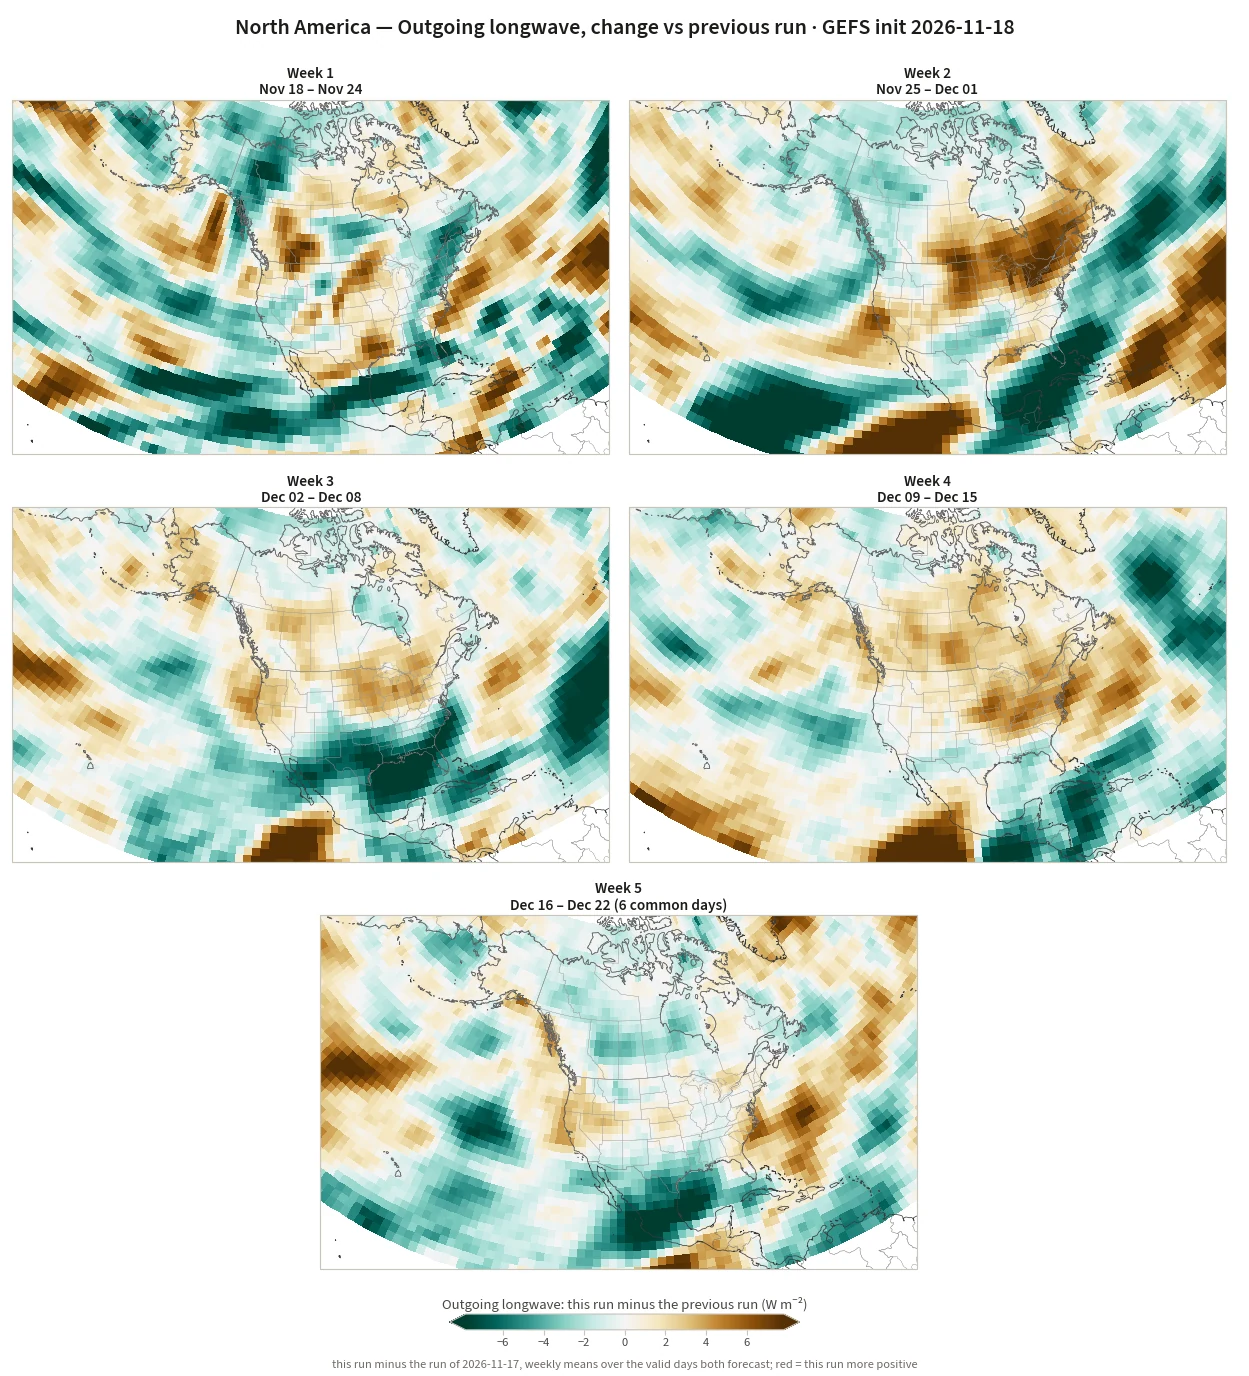 North America — Outgoing longwave, change vs previous run · GEFS init 2026-11-18
Week 1
Nov 18 – Nov 24
Week 2
Nov 25 – Dec 01
Week 3
Dec 02 – Dec 08
Week 4
Dec 09 – Dec 15
Week 5
Dec 16 – Dec 22 (6 common days)
Outgoing longwave: this run minus the previous run (W m⁻²)
−6 −4 −2 0 2 4 6
this run minus the run of 2026-11-17, weekly means over the valid days both forecast; red = this run more positive